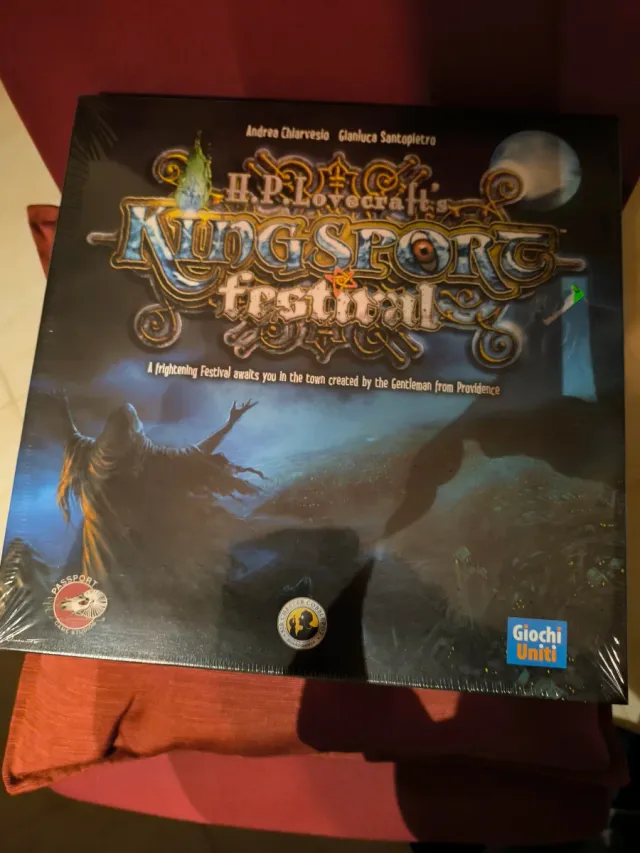 Andrea Chiarvesio Gianluca Santopietro
H.P. Lovecraft's
KINGSPORT
festival
A frightening Festival awaits you in the town created by the Gentleman from Providence
PASSPORT
Giochi
Uniti